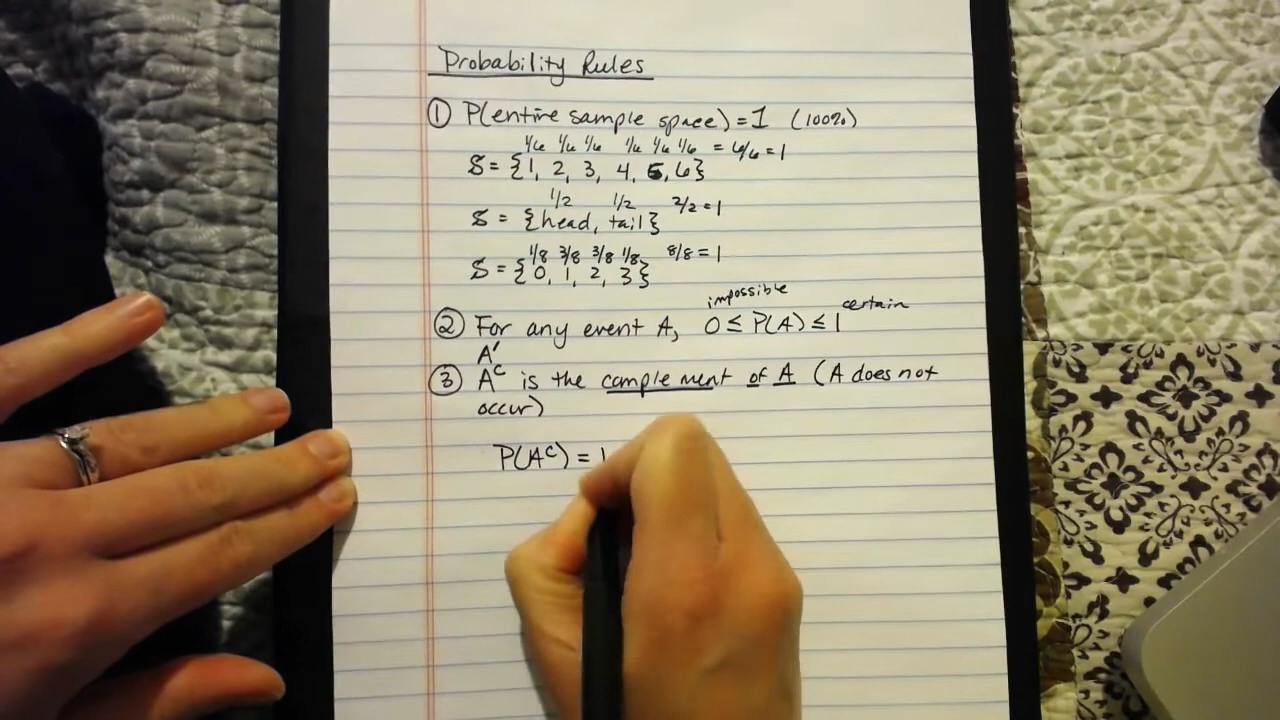 Probability Rules
① P(entire sample space) = 1 (100%)
1/6 1/6 1/6 1/6 1/6 1/6 = 6/6 = 1
S = {1, 2, 3, 4, 5, 6}
1/2 1/2 2/2 = 1
S = {head, tail}
1/8 3/8 3/8 1/8 8/8 = 1
S = {0, 1, 2, 3}
impossible certain
② For any event A, 0 ≤ P(A) ≤ 1
A'
③ Aᶜ is the complement of A (A does not
occur)
P(Aᶜ) = 1